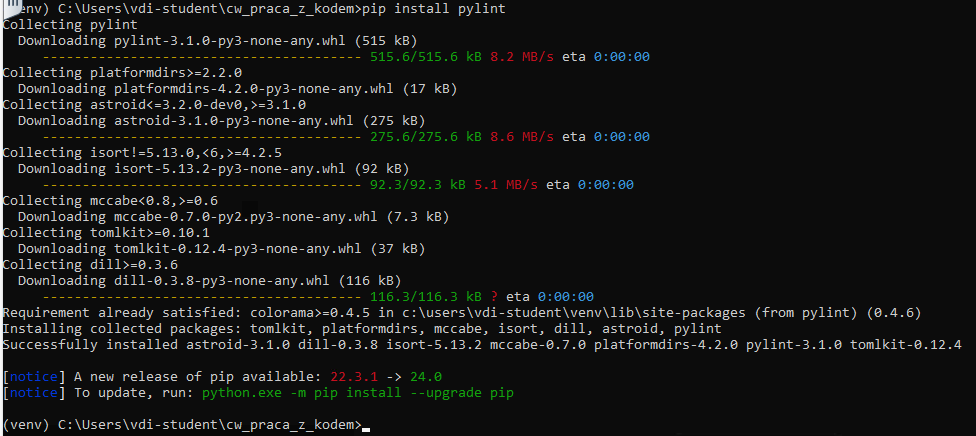 env) C:\Users\vdi-student\cw_praca_z_kodem>pip install pylint
Collecting pylint
  Downloading pylint-3.1.0-py3-none-any.whl (515 kB)
     ---------------------------------------- 515.6/515.6 kB 8.2 MB/s eta 0:00:00
Collecting platformdirs>=2.2.0
  Downloading platformdirs-4.2.0-py3-none-any.whl (17 kB)
Collecting astroid<=3.2.0-dev0,>=3.1.0
  Downloading astroid-3.1.0-py3-none-any.whl (275 kB)
     ---------------------------------------- 275.6/275.6 kB 8.6 MB/s eta 0:00:00
Collecting isort!=5.13.0,<6,>=4.2.5
  Downloading isort-5.13.2-py3-none-any.whl (92 kB)
     ---------------------------------------- 92.3/92.3 kB 5.1 MB/s eta 0:00:00
Collecting mccabe<0.8,>=0.6
  Downloading mccabe-0.7.0-py2.py3-none-any.whl (7.3 kB)
Collecting tomlkit>=0.10.1
  Downloading tomlkit-0.12.4-py3-none-any.whl (37 kB)
Collecting dill>=0.3.6
  Downloading dill-0.3.8-py3-none-any.whl (116 kB)
     ---------------------------------------- 116.3/116.3 kB ? eta 0:00:00
Requirement already satisfied: colorama>=0.4.5 in c:\users\vdi-student\venv\lib\site-packages (from pylint) (0.4.6)
Installing collected packages: tomlkit, platformdirs, mccabe, isort, dill, astroid, pylint
Successfully installed astroid-3.1.0 dill-0.3.8 isort-5.13.2 mccabe-0.7.0 platformdirs-4.2.0 pylint-3.1.0 tomlkit-0.12.4
[notice] A new release of pip available: 22.3.1 -> 24.0
[notice] To update, run: python.exe -m pip install --upgrade pip
(venv) C:\Users\vdi-student\cw_praca_z_kodem>